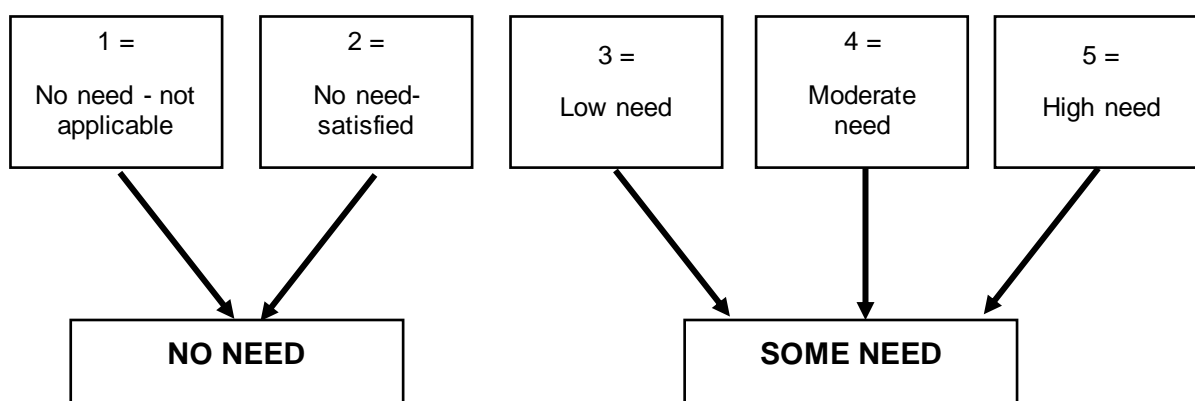 1 =
No need - not
applicable
2 =
No need-
satisfied
3 =
Low need
4 =
Moderate
need
5 =
High need
NO NEED
SOME NEED